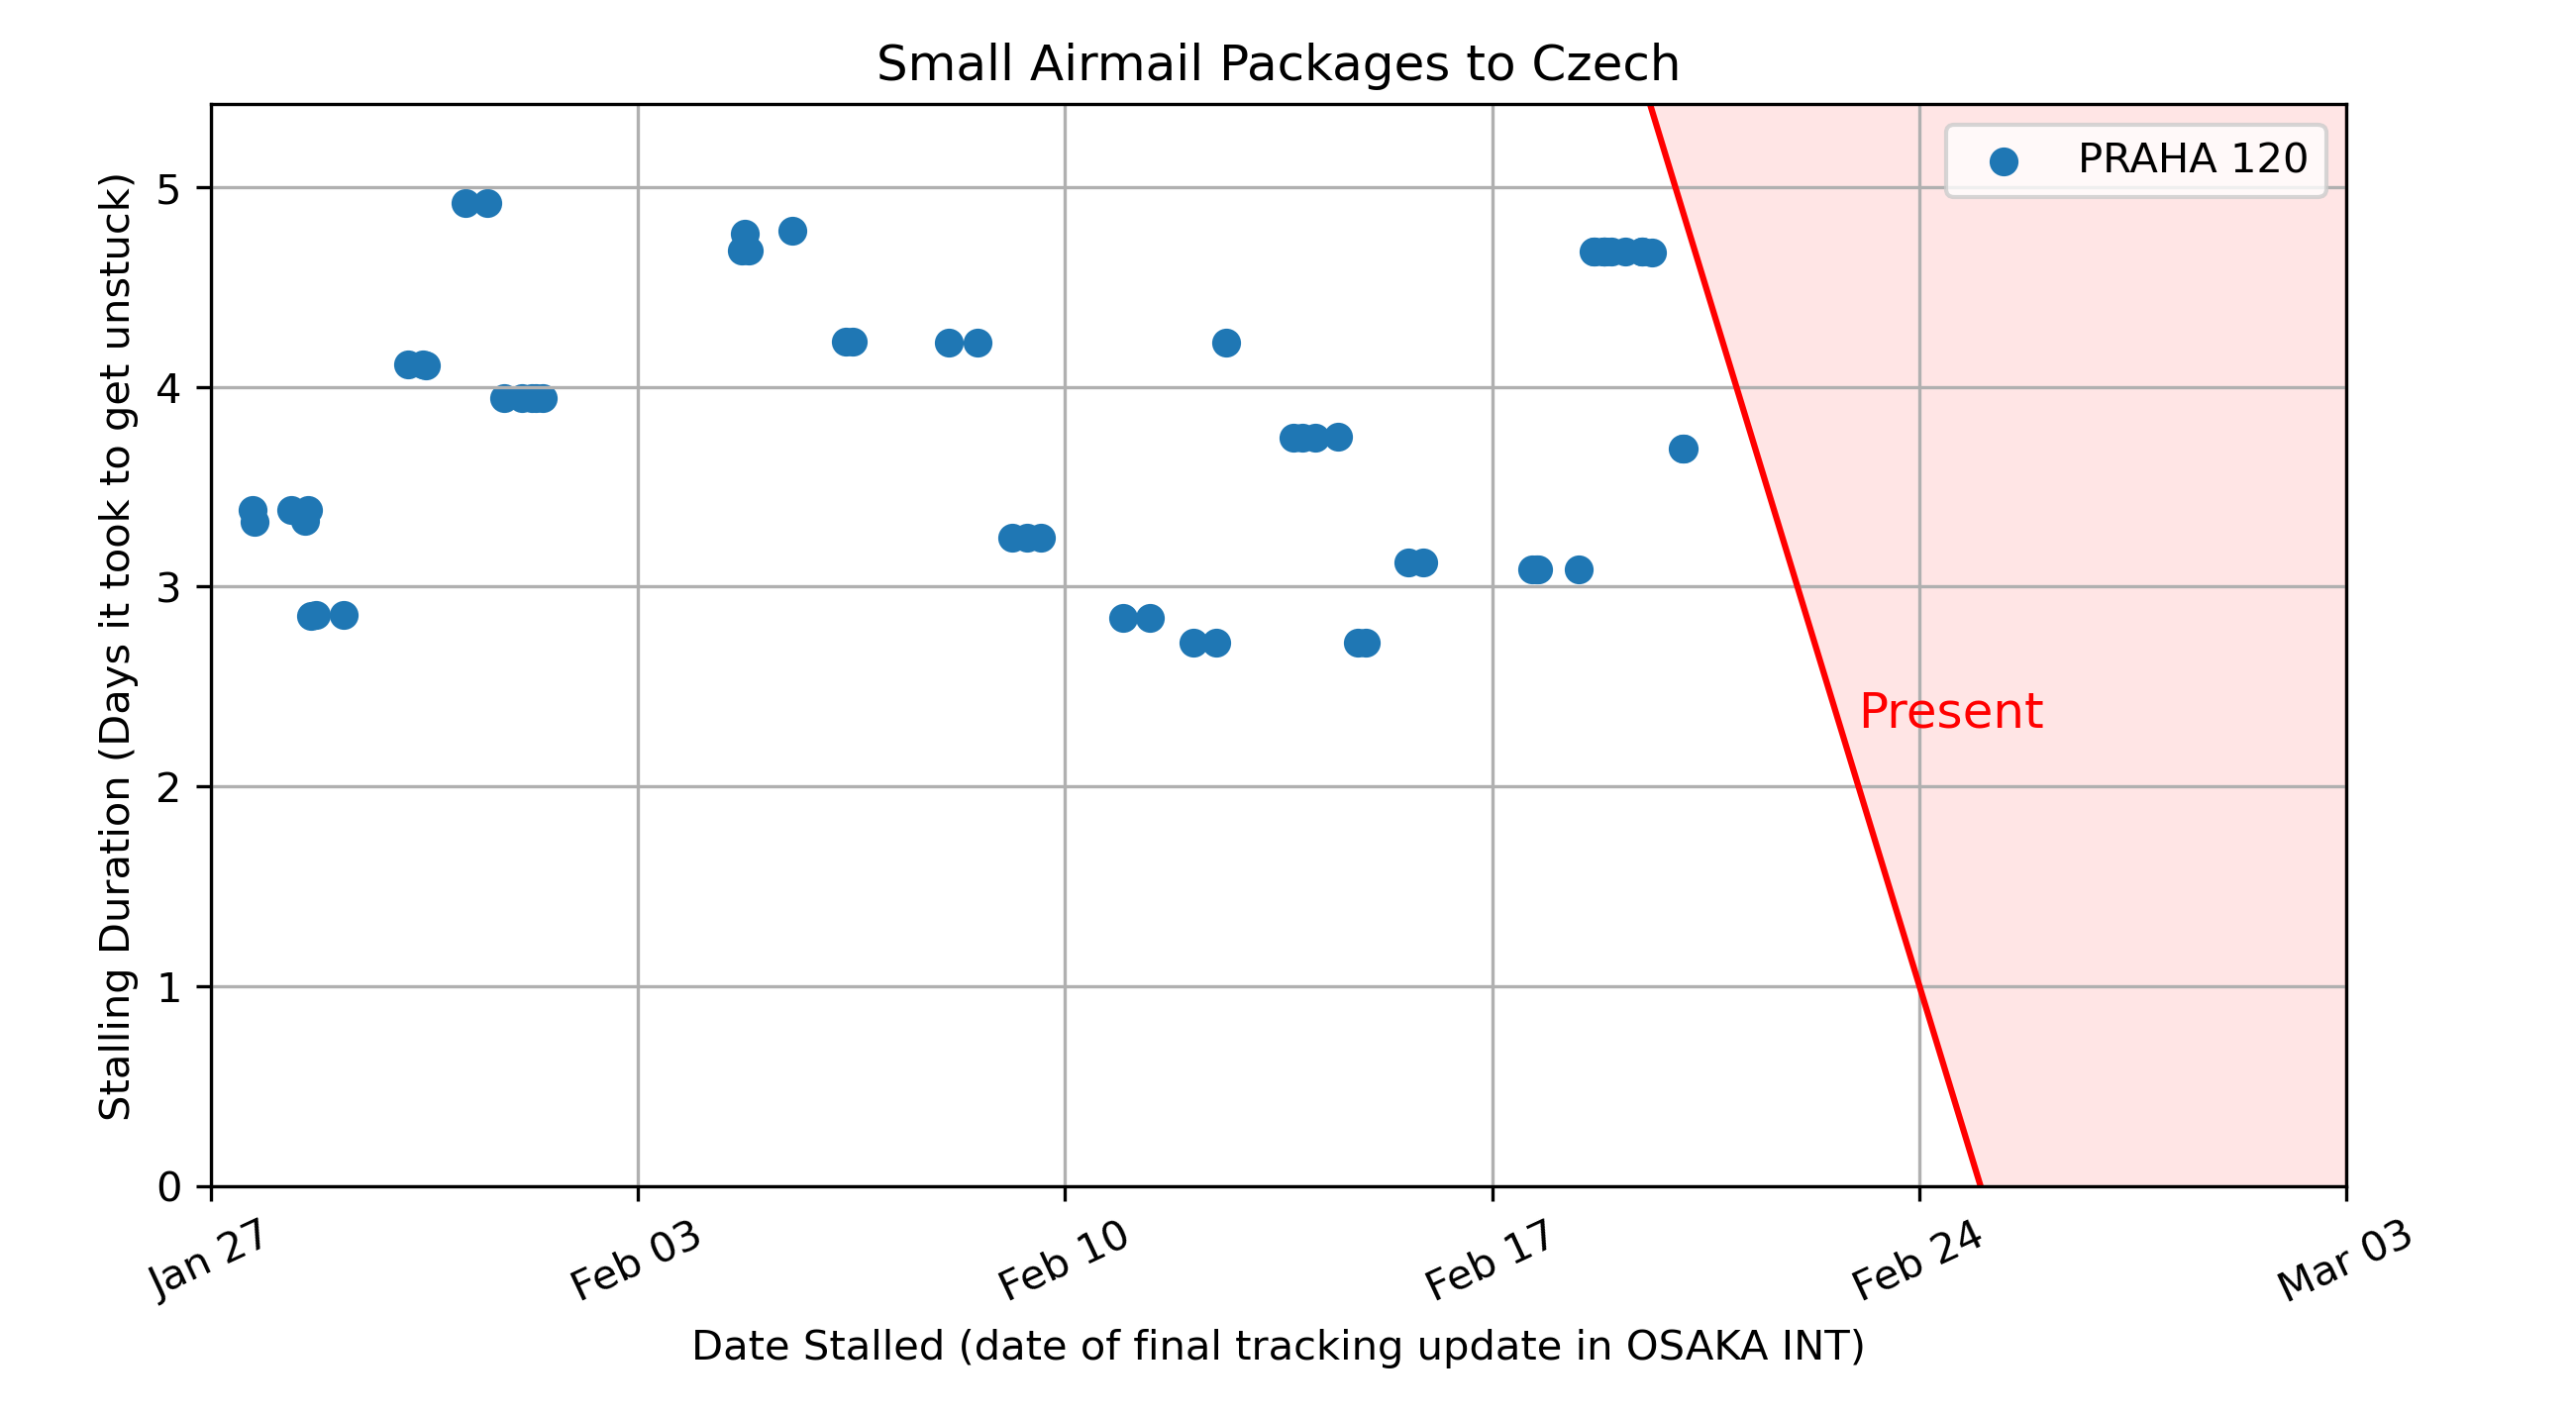 Small Airmail Packages to Czech
PRAHA 120
Stalling Duration (Days it took to get unstuck)
5
4
3
2
1
0
Present
Jan 27
Feb 03
Feb 10
Feb 17
Feb 24
Mar 03
Date Stalled (date of final tracking update in OSAKA INT)